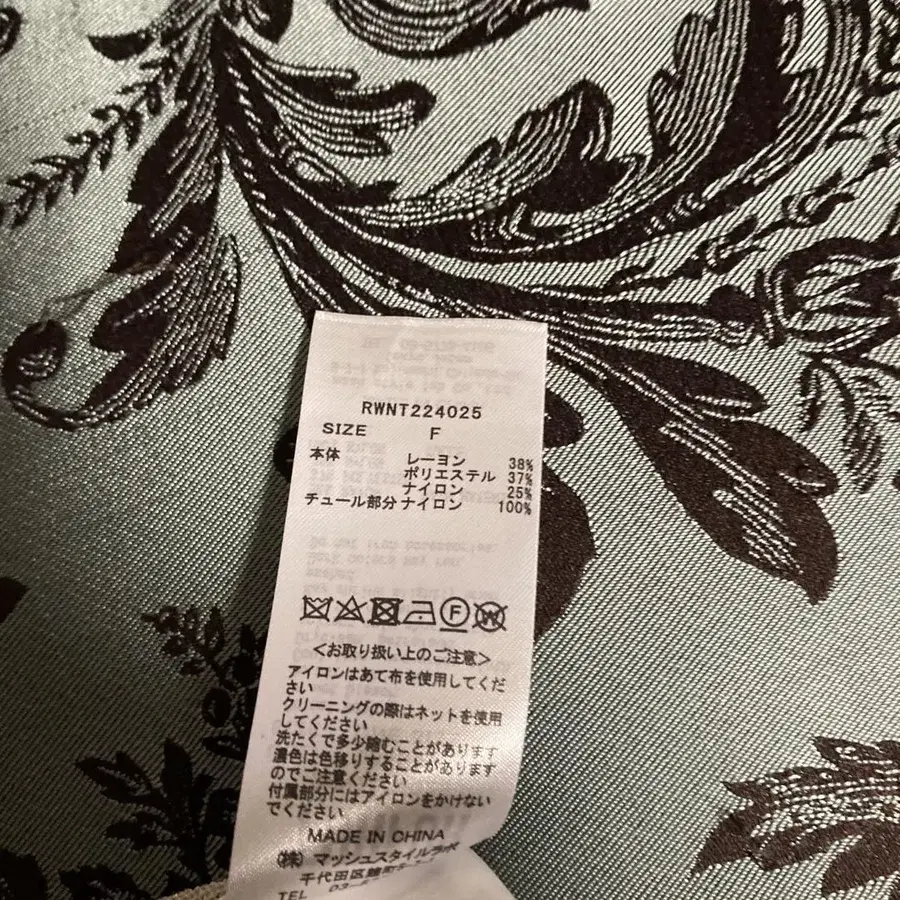 RWNT224025
SIZE F
本体 レーヨン 38%
ポリエステル 37%
ナイロン 25%
チュール部分 ナイロン 100%
F W
<お取り扱い上のご注意>
アイロンはあて布を使用してくだ
さい
クリーニングの際はネットを使用
してください
洗たくで多少縮むことがあります
濃色は色移りすることがあります
のでご注意ください
付属部分にはアイロンをかけない
でください
MADE IN CHINA
(株) マッシュスタイルラボ
千代田区麹町
TEL 03-